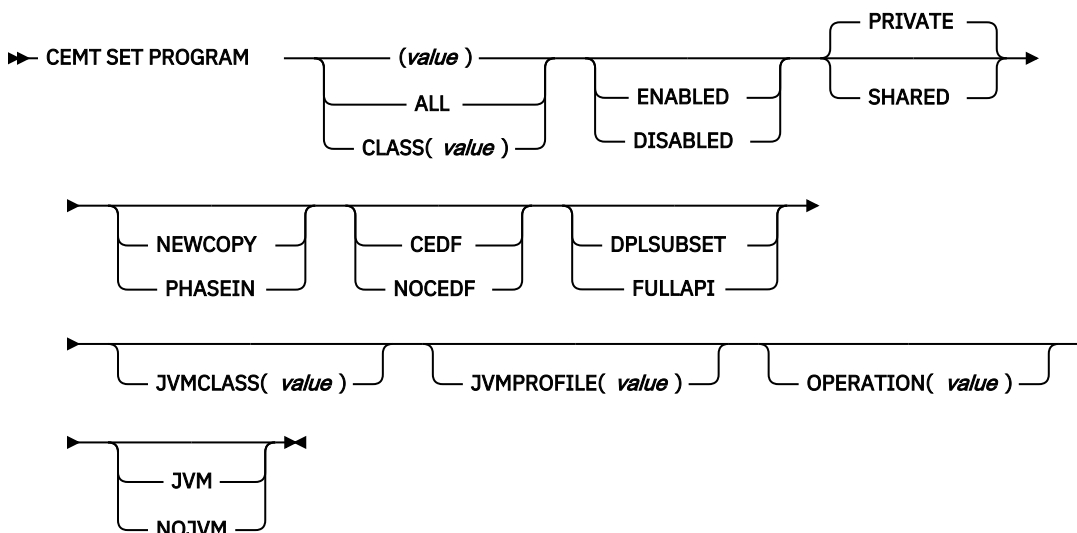 PRIVATE
CEMT SET PROGRAM (value)
ALL ENABLED SHARED
CLASS( value ) DISABLED
NEWCOPY CEDF DPLSUBSET
PHASEIN NOCEDF FULLAPI
JVMCLASS( value ) JVMPROFILE( value ) OPERATION( value )
JVM
NOJVM